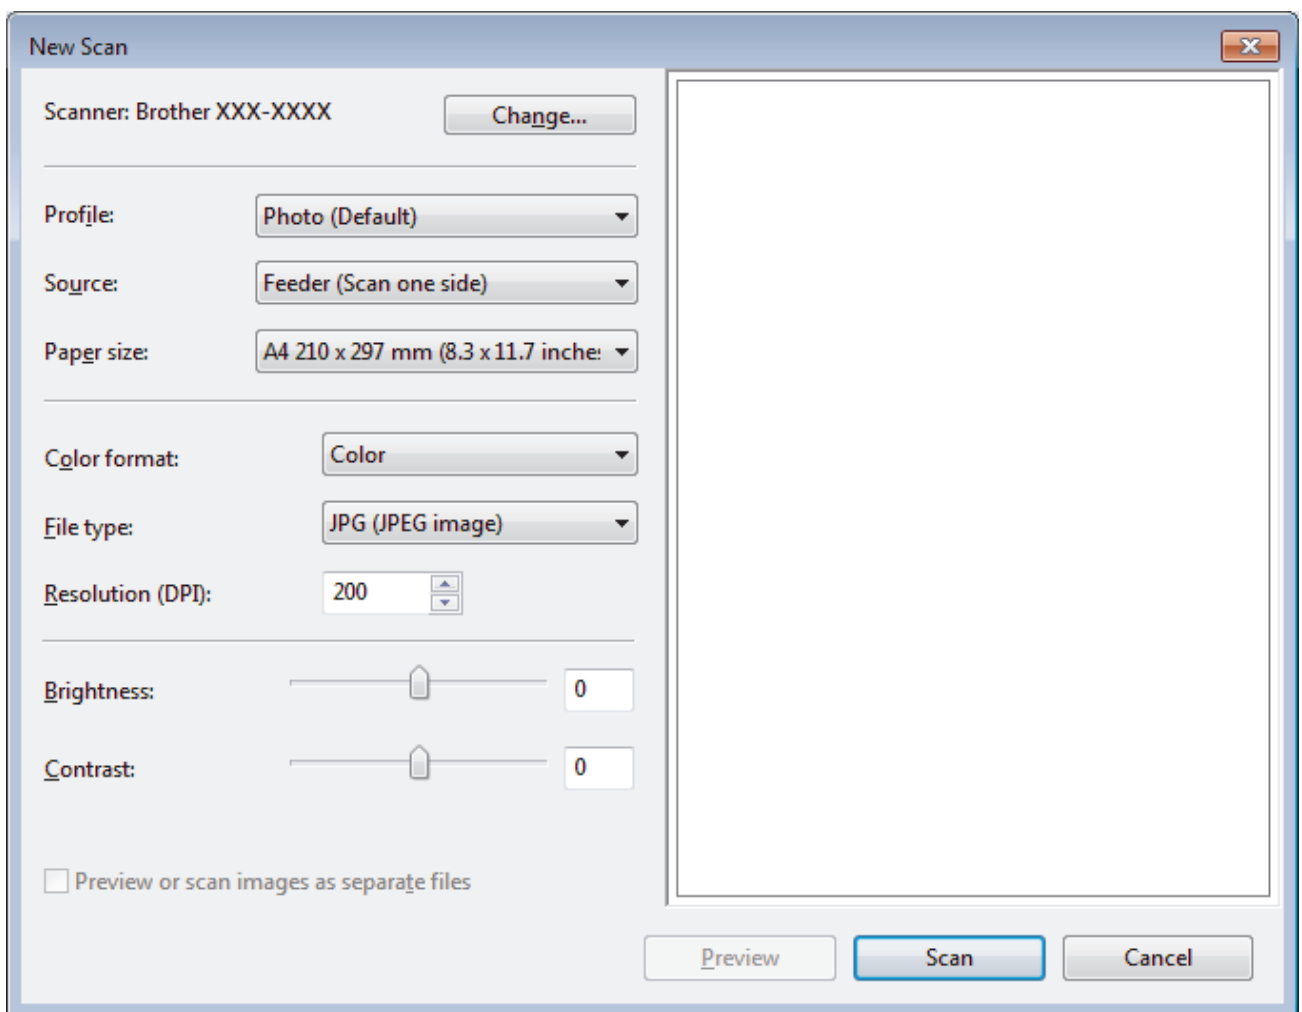 New Scan
Scanner: Brother XXX-XXXX
Change...
Profile:
Photo (Default)
Source:
Feeder (Scan one side)
Paper size:
A4 210 x 297 mm (8.3 x 11.7 inche
Color format:
Color
File type:
JPG (JPEG image)
Resolution (DPI):
200
Brightness:
0
Contrast:
0
Preview or scan images as separate files
Preview
Scan
Cancel